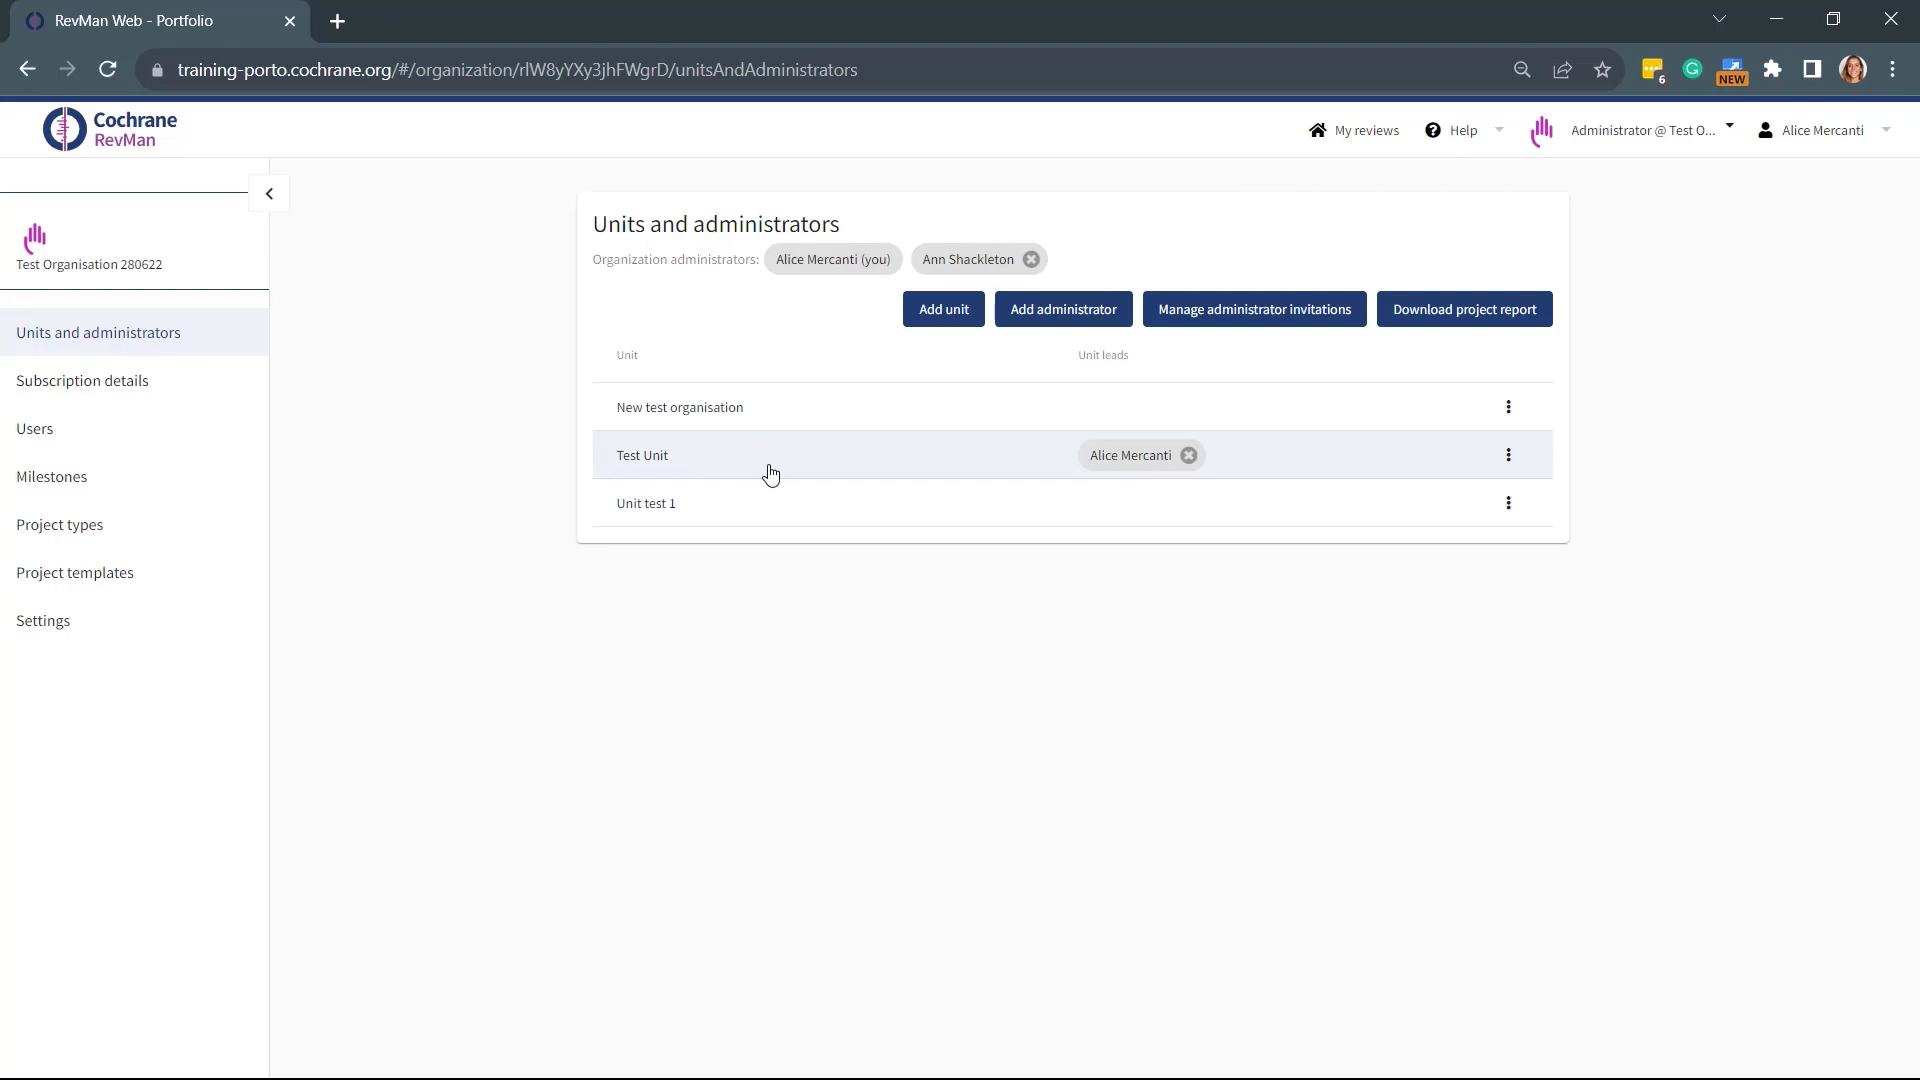 RevMan Web - Portfolio
training-porto.cochrane.org/#/organization/rlW8yYXy3jhFWgrD/unitsAndAdministrators
6
NEW
Cochrane
RevMan
My reviews
Help
Administrator @ Test O...
Alice Mercanti
Test Organisation 280622
Units and administrators
Subscription details
Users
Milestones
Project types
Project templates
Settings
Units and administrators
Organization administrators: Alice Mercanti (you) Ann Shackleton
Add unit Add administrator Manage administrator invitations Download project report
Unit Unit leads
New test organisation
Test Unit Alice Mercanti
Unit test 1